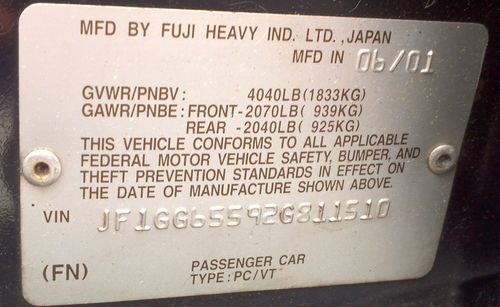 MFD BY FUJI HEAVY IND. LTD., JAPAN
MFD IN 06/01
GVWR/PNBV: 4040LB(1833KG)
GAWR/PNBE: FRONT-2070LB( 939KG)
REAR -2040LB( 925KG)
THIS VEHICLE CONFORMS TO ALL APPLICABLE
FEDERAL MOTOR VEHICLE SAFETY, BUMPER, AND
THEFT PREVENTION STANDARDS IN EFFECT ON
THE DATE OF MANUFACTURE SHOWN ABOVE.
VIN JF1GG65592G811510
(FN) PASSENGER CAR
TYPE: PC/VT